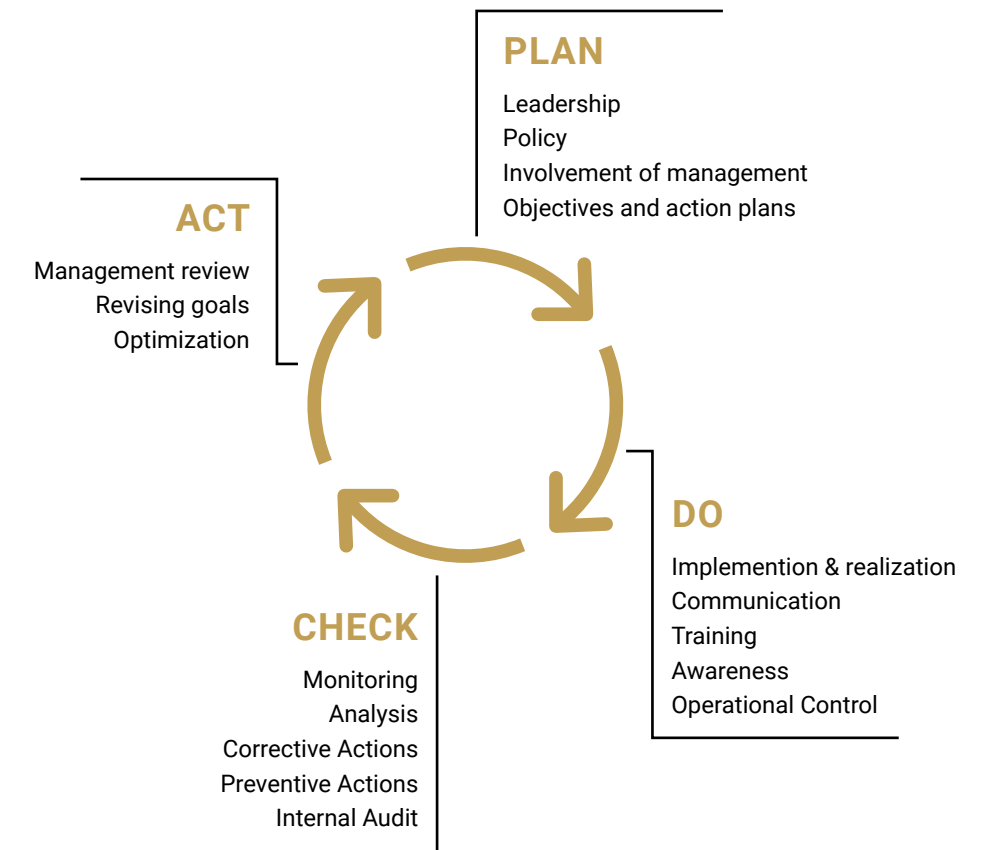 PLAN
Leadership
Policy
Involvement of management
Objectives and action plans
ACT
Management review
Revising goals
Optimization
DO
Implemention & realization
Communication
Training
Awareness
Operational Control
CHECK
Monitoring
Analysis
Corrective Actions
Preventive Actions
Internal Audit